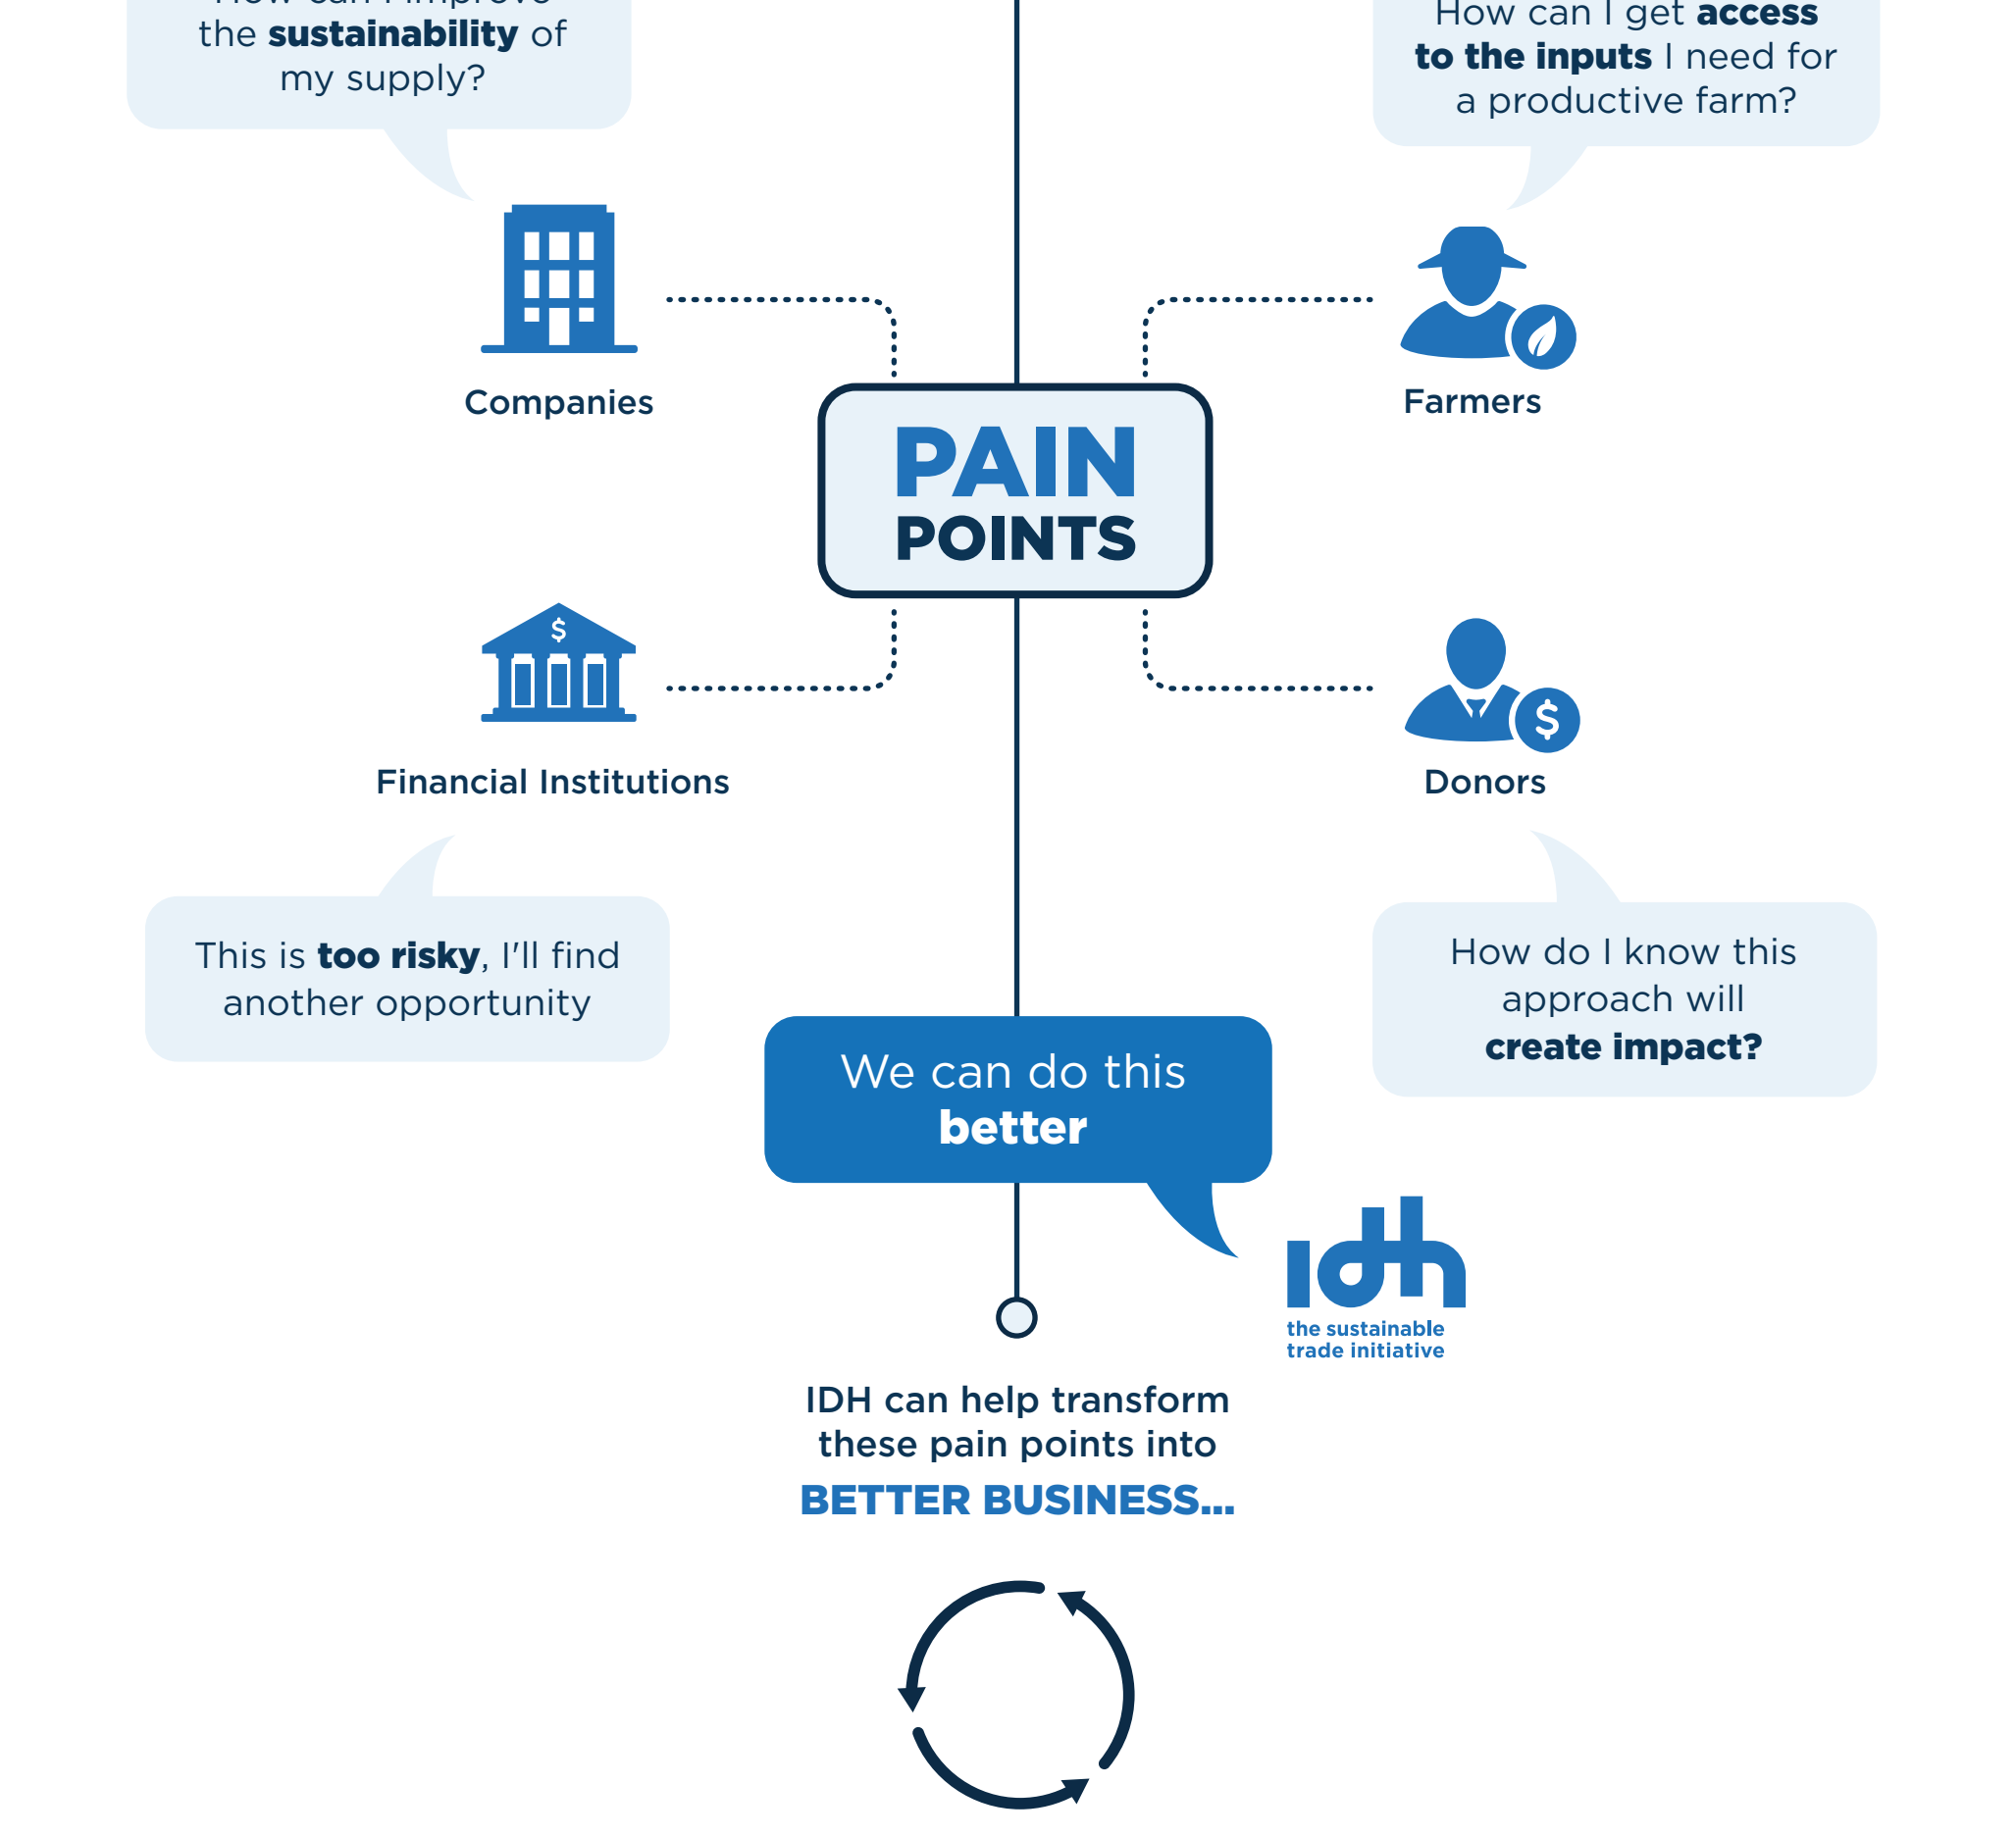 How can I improve
the sustainability of
my supply?
How can I get access
to the inputs I need for
a productive farm?
Companies
Farmers
PAIN
POINTS
$
$
Financial Institutions
Donors
This is too risky, I'll find
another opportunity
How do I know this
approach will
create impact?
We can do this
better
idh
the sustainable
trade initiative
IDH can help transform
these pain points into
BETTER BUSINESS...